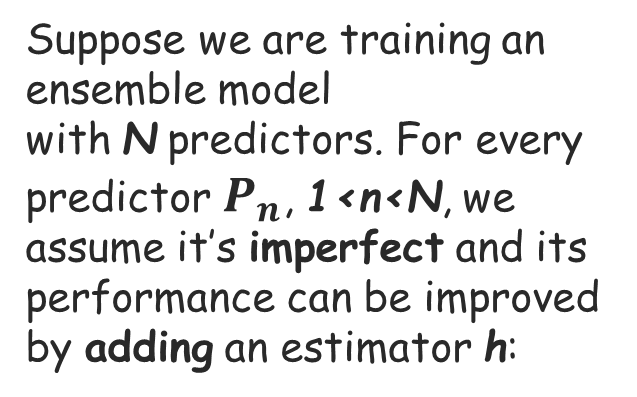 Suppose we are training an
ensemble model
with N predictors. For every
predictor Pₙ, 1 <n<N, we
assume it's imperfect and its
performance can be improved
by adding an estimator h: